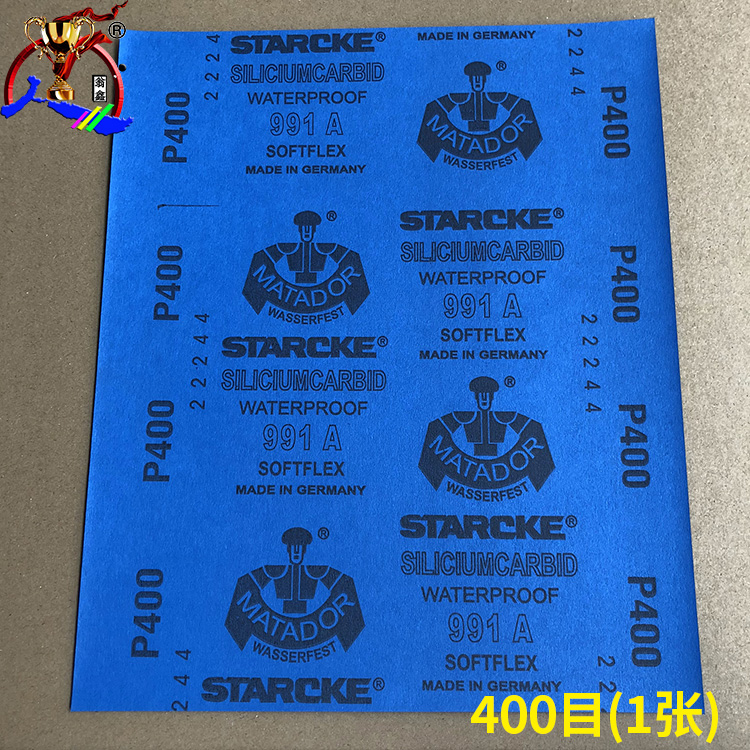 ®
翁鑫
STARCKE®
SILICIUMCARBID
WATERPROOF
991 A
SOFTFLEX
MADE IN GERMANY
MADE IN GERMANY
®
MATADOR
WASSERFEST
2224
P400
2244
P400
®
MATADOR
WASSERFEST
STARCKE®
SILICIUMCARBID
WATERPROOF
991 A
SOFTFLEX
MADE IN GERMANY
P400
22244
P400
22244
STARCKE®
SILICIUMCARBID
WATERPROOF
991 A
SOFTFLEX
MADE IN GERMANY
®
MATADOR
WASSERFEST
P400
P400
®
MATADOR
WASSERFEST
STARCKE®
SILICIUMCARBID
WATERPROOF
991 A
SOFTFLEX
MADE IN GERMANY
P400
244
P400
22
STARCKE®
400目(1张)